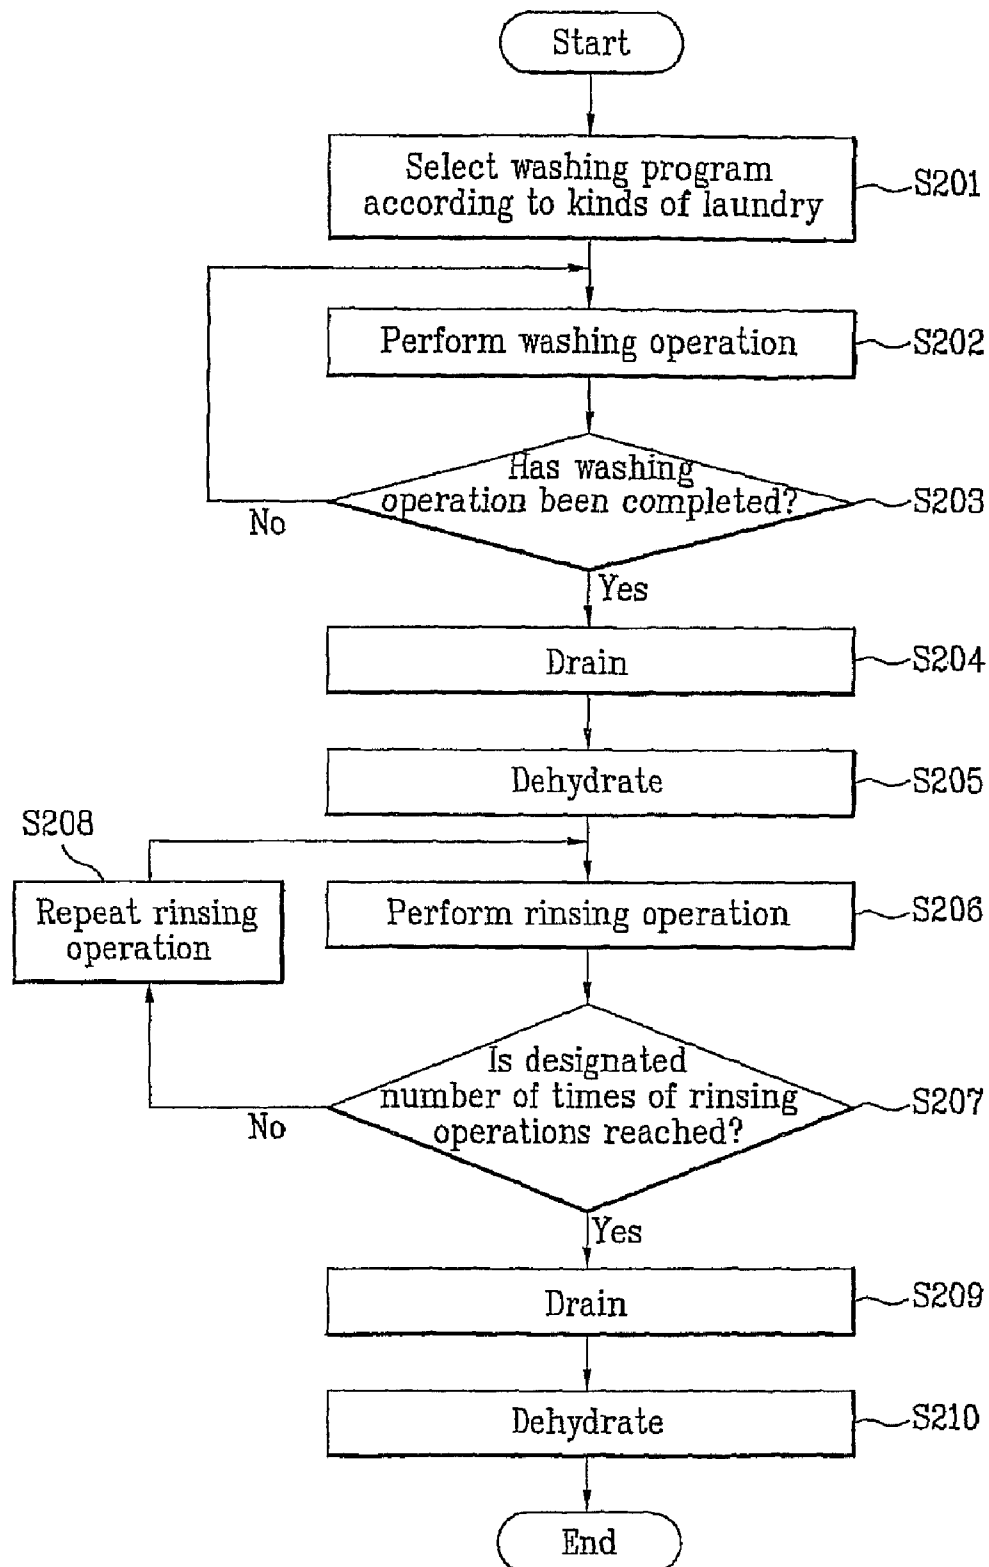 Start
Select washing program
according to kinds of laundry
S201
Perform washing operation
S202
Has washing
operation been completed?
S203
No
Yes
Drain
S204
Dehydrate
S205
S208
Repeat rinsing
operation
Perform rinsing operation
S206
Is designated
number of times of rinsing
operations reached?
S207
No
Yes
Drain
S209
Dehydrate
S210
End